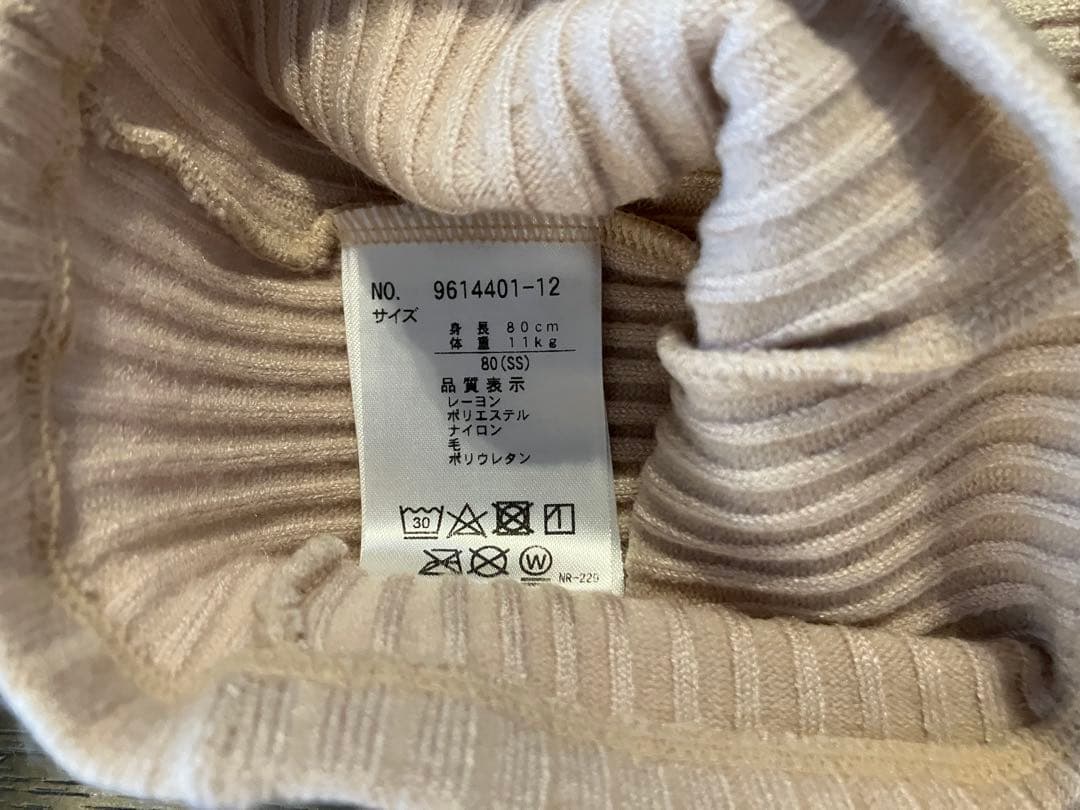 NO. 9614401-12
サイズ
身長 80cm
体重 11kg
80(SS)
品質表示
レーヨン
ポリエステル
ナイロン
毛
ポリウレタン
30
W
NR-229